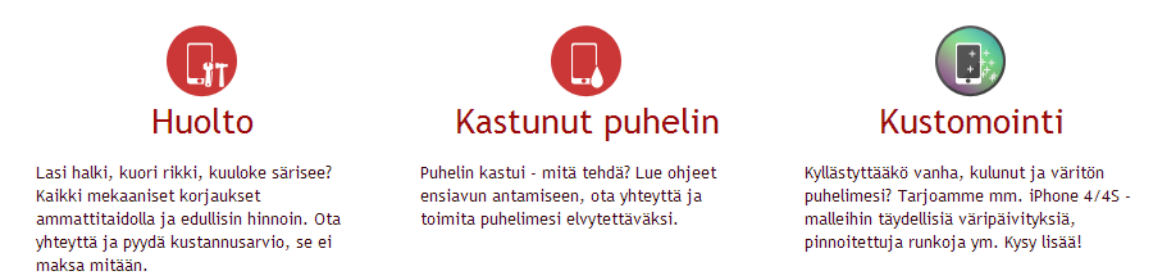 Huolto
Lasi halki, kuori rikki, kuuloke särisee?
Kaikki mekaaniset korjaukset
ammattitaidolla ja edullisin hinnoin. Ota
yhteyttä ja pyydä kustannusarvio, se ei
maksa mitään.
Kastunut puhelin
Puhelin kastui - mitä tehdä? Lue ohjeet
ensiavun antamiseen, ota yhteyttä ja
toimita puhelimesi elvytettäväksi.
Kustomointi
Kyllästyttääkö vanha, kulunut ja väritön
puhelimesi? Tarjoamme mm. iPhone 4/4S -
malleihin täydellisiä väripäivityksiä,
pinnoitettuja runkoja ym. Kysy lisää!